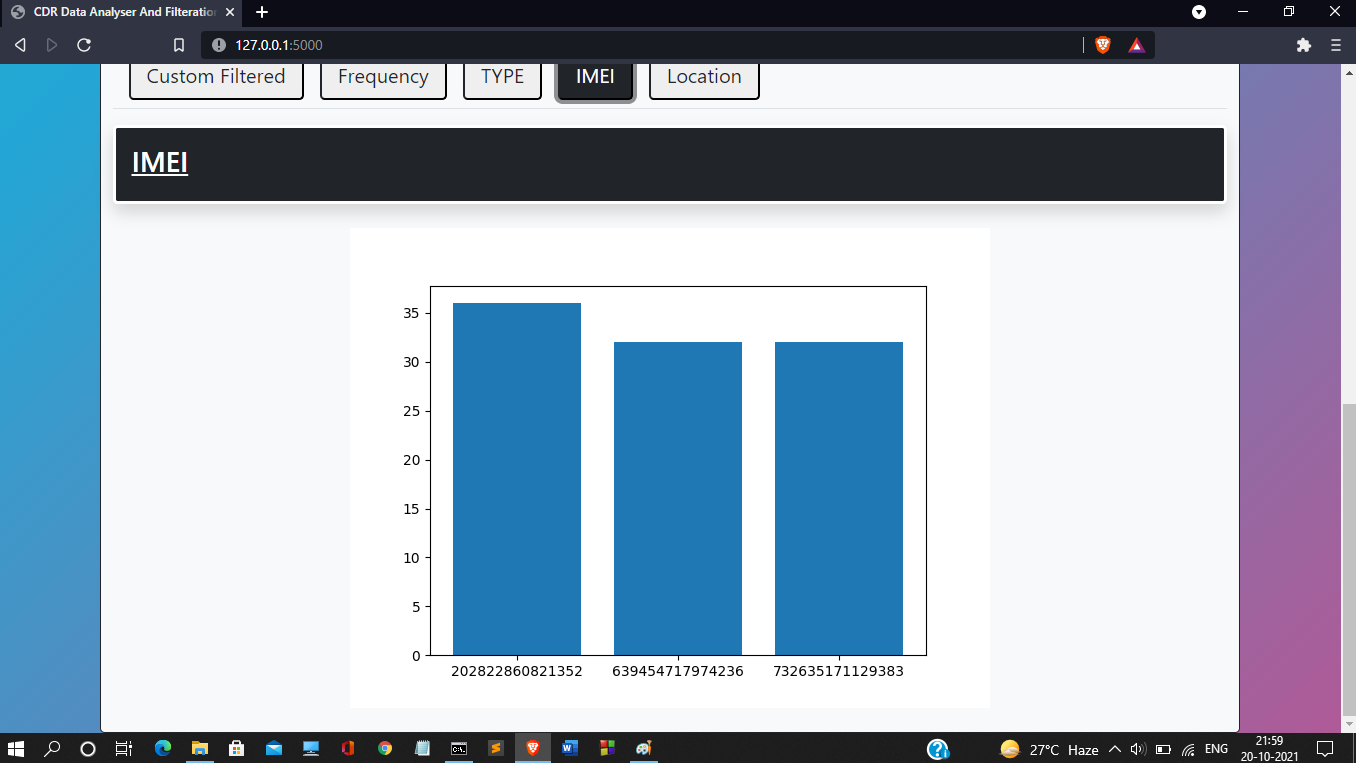 CDR Data Analyser And Filteratio
127.0.0.1:5000
Custom Filtered Frequency TYPE IMEI Location
IMEI
35
30
25
20
15
10
5
0
202822860821352 639454717974236 732635171129383
27°C Haze ENG 21:59
20-10-2021